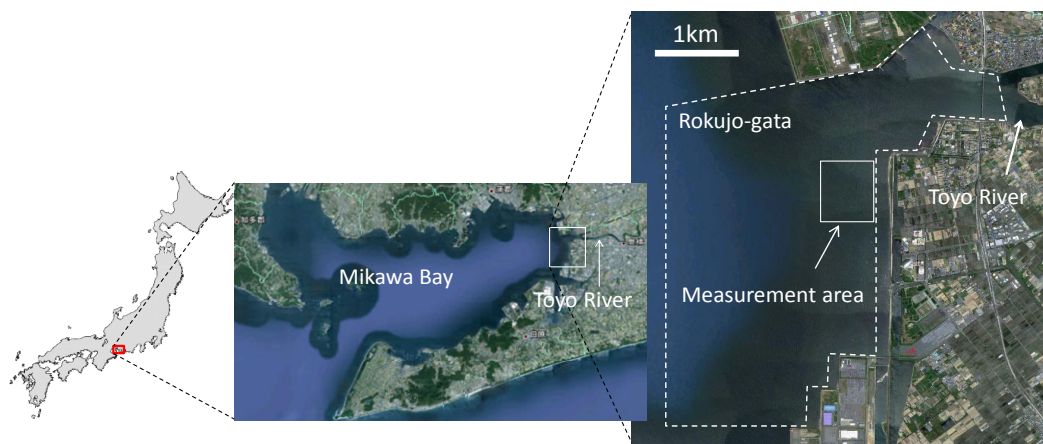 1km
Rokujo-gata
Toyo River
Measurement area
Mikawa Bay
Toyo River